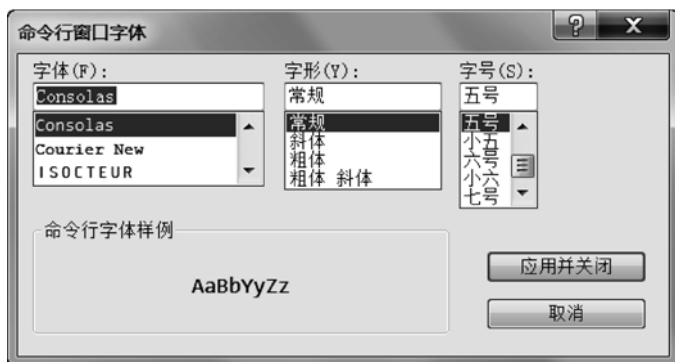 命令行窗口字体
字体(F):
字形(Y):
字号(S):
Consolas
常规
五号
Consolas
Courier New
ISOCTEUR
常规
斜体
粗体
粗体 斜体
五号
小五
六号
小六
七号
命令行字体样例
AaBbYyZz
应用并关闭
取消